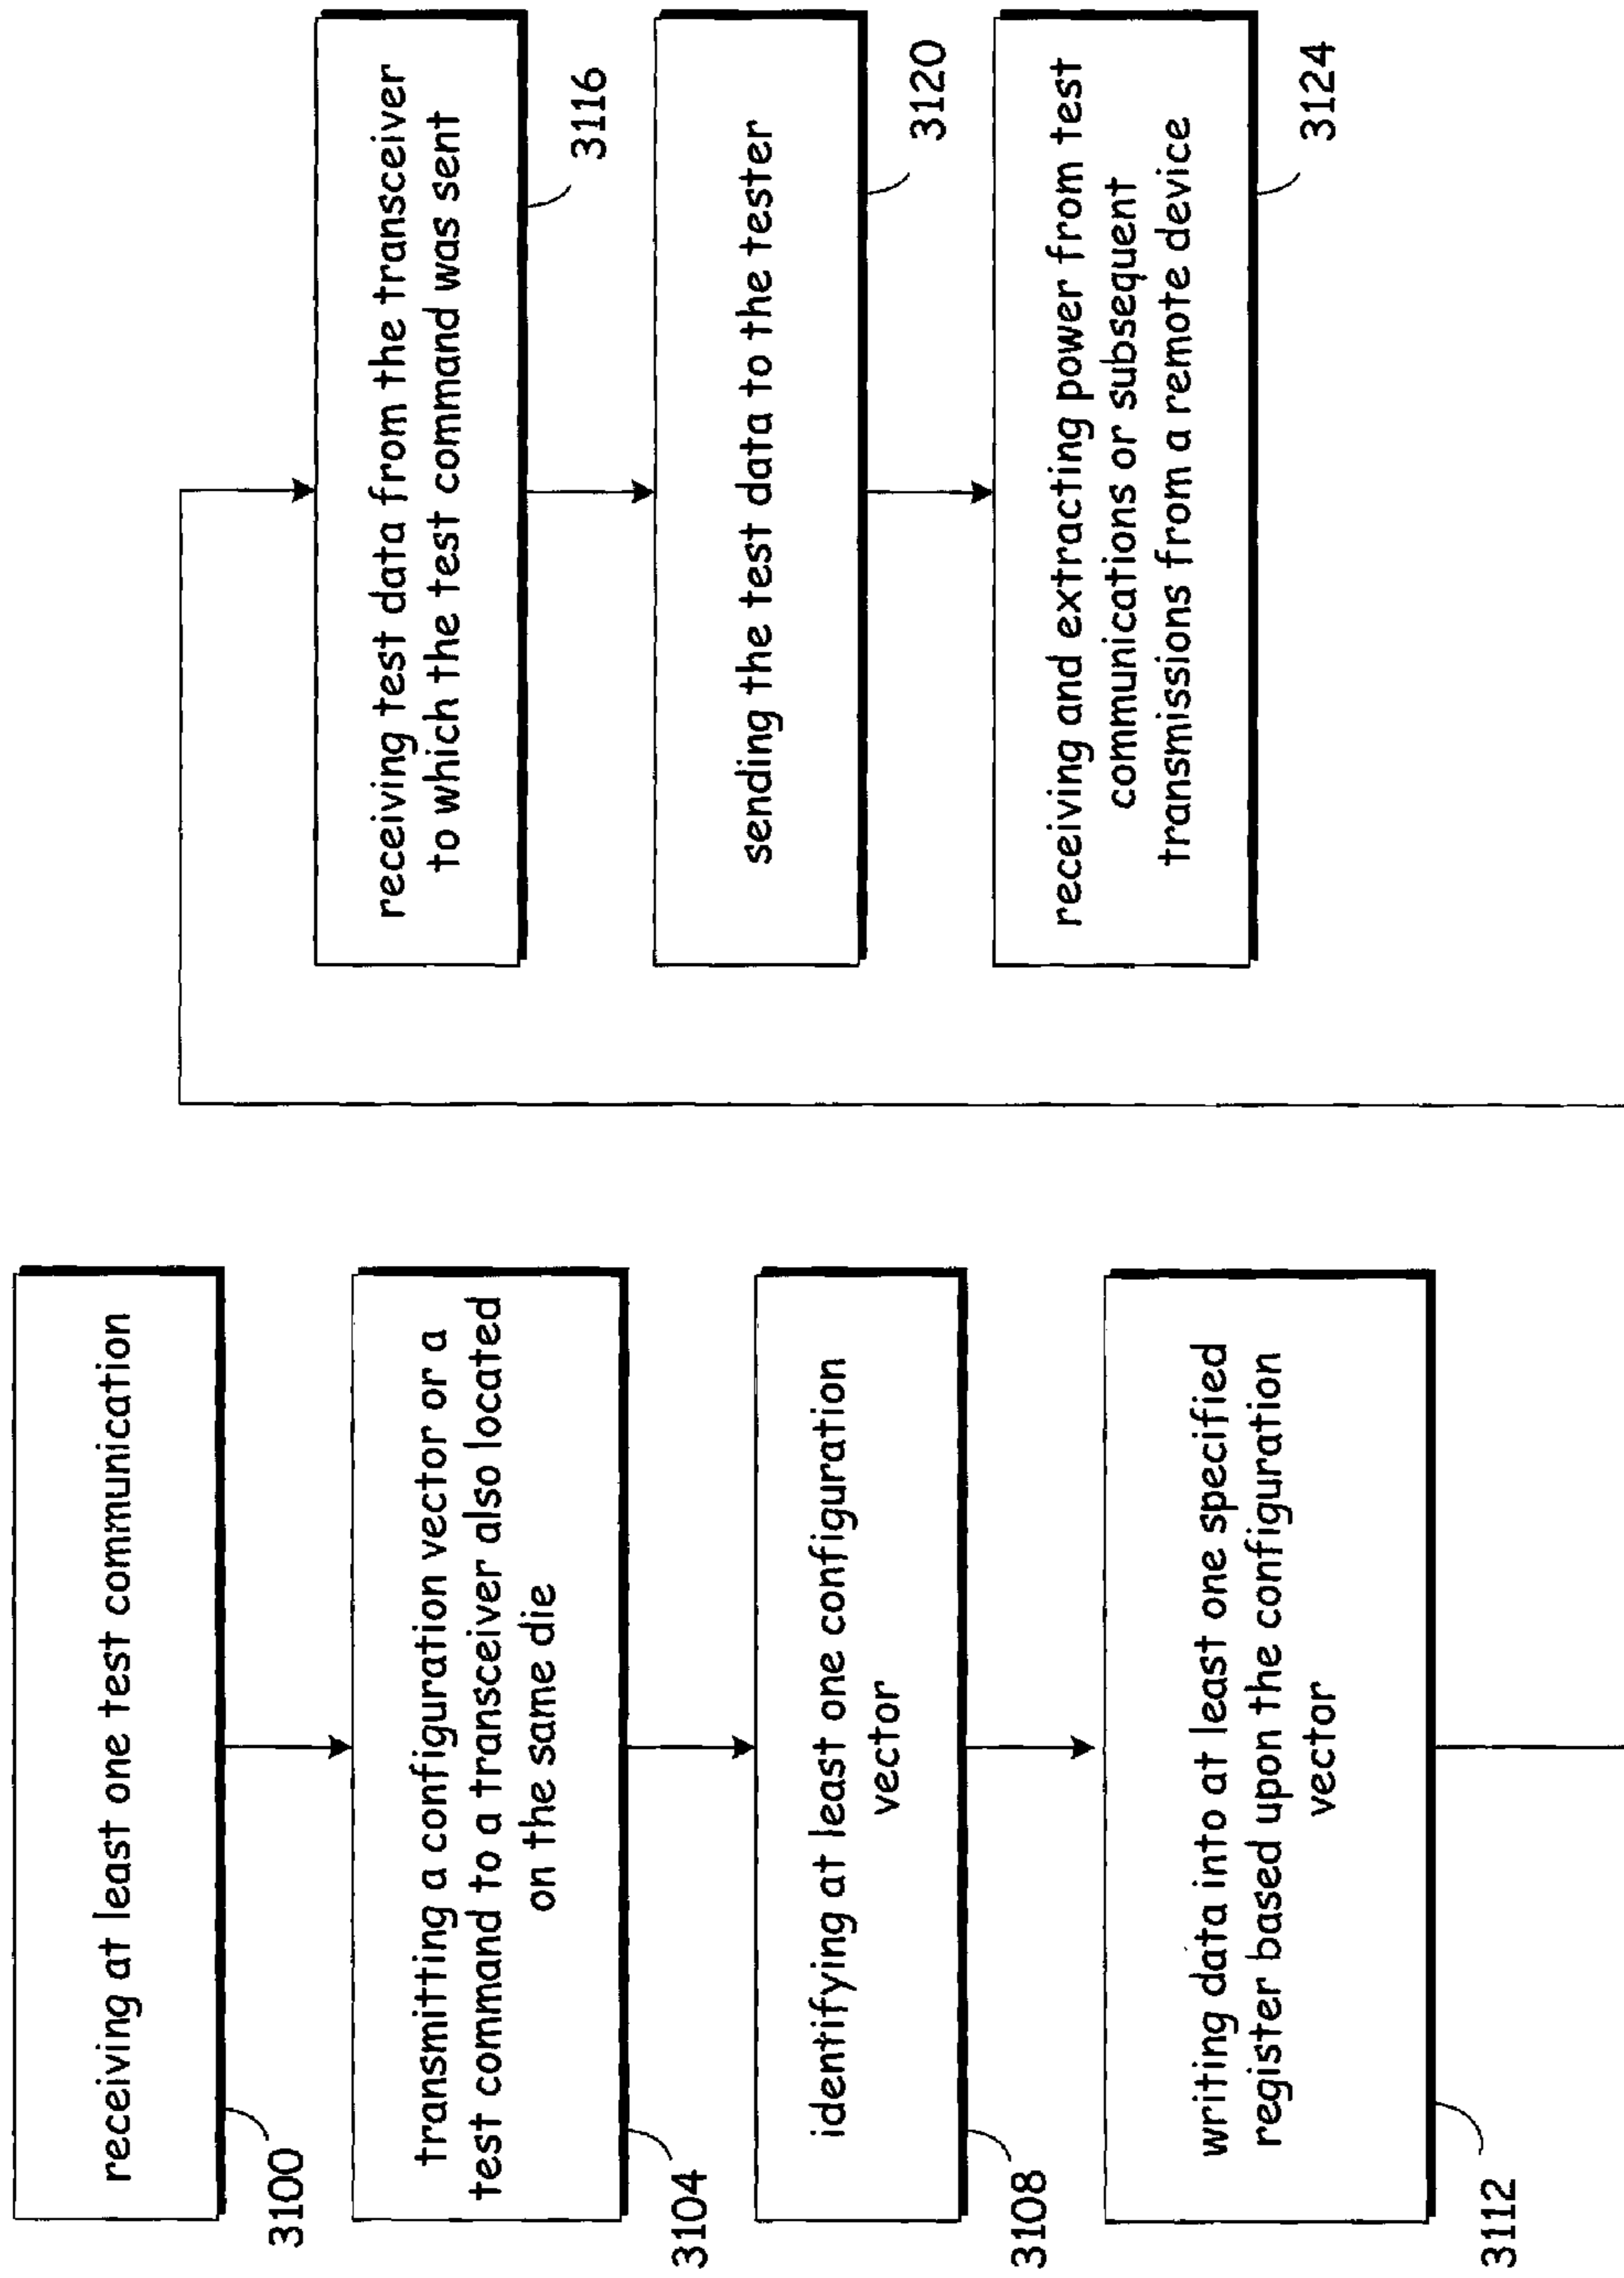 receiving at least one test communication
3100
transmitting a configuration vector or a
test command to a transceiver also located
on the same die
3104
identifying at least one configuration
vector
3108
writing data into at least one specified
register based upon the configuration
vector
3112
receiving test data from the transceiver
to which the test command was sent
3116
sending the test data to the tester
3120
receiving and extracting power from test
communications or subsequent
transmissions from a remote device
3124